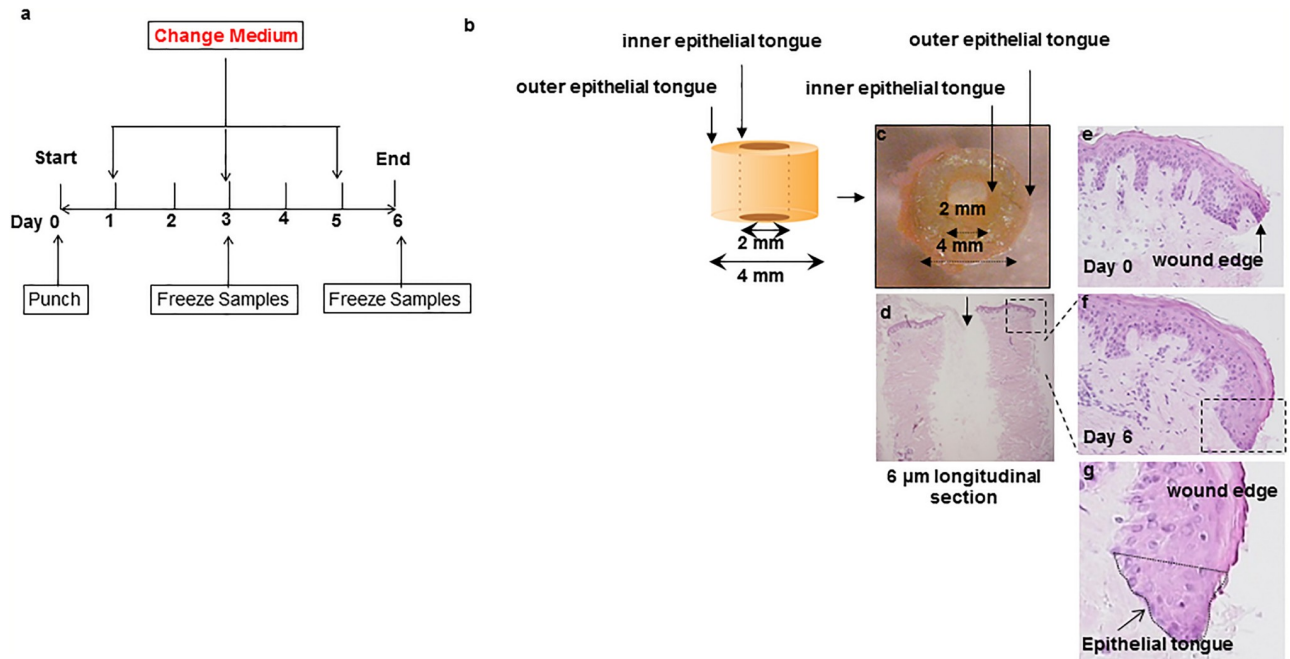 a
Change Medium
Start
End
Day 0 1 2 3 4 5 6
Punch
Freeze Samples
Freeze Samples
b
inner epithelial tongue
outer epithelial tongue
outer epithelial tongue
inner epithelial tongue
2 mm
4 mm
c
2 mm
4 mm
d
6 µm longitudinal
section
e
wound edge
Day 0
f
Day 6
g
wound edge
Epithelial tongue